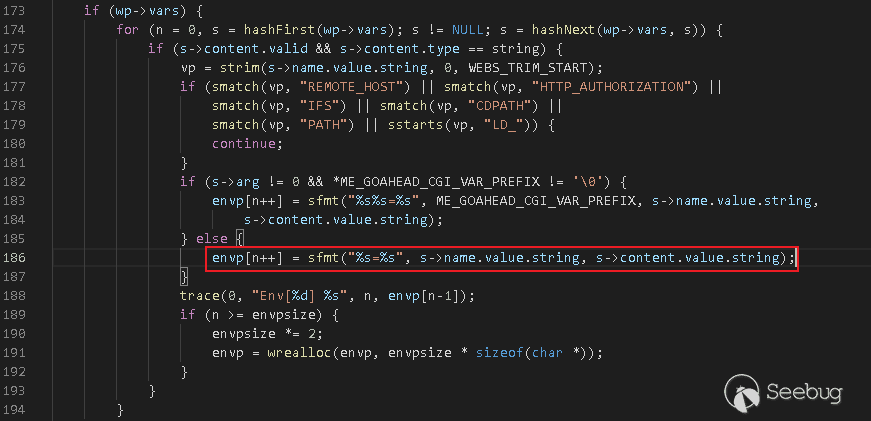 173 if (wp->vars) {
174 for (n = 0, s = hashFirst(wp->vars); s != NULL; s = hashNext(wp->vars, s)) {
175 if (s->content.valid && s->content.type == string) {
176 vp = strim(s->name.value.string, 0, WEBS_TRIM_START);
177 if (smatch(vp, "REMOTE_HOST") || smatch(vp, "HTTP_AUTHORIZATION") ||
178 smatch(vp, "IFS") || smatch(vp, "CDPATH") ||
179 smatch(vp, "PATH") || sstarts(vp, "LD_")) {
180 continue;
181 }
182 if (s->arg != 0 && *ME_GOAHEAD_CGI_VAR_PREFIX != '\0') {
183 envp[n++] = sfmt("%s%s=%s", ME_GOAHEAD_CGI_VAR_PREFIX, s->name.value.string,
184 s->content.value.string);
185 } else {
186 envp[n++] = sfmt("%s=%s", s->name.value.string, s->content.value.string);
187 }
188 trace(0, "Env[%d] %s", n, envp[n-1]);
189 if (n >= envpsize) {
190 envpsize *= 2;
191 envp = wrealloc(envp, envpsize * sizeof(char *));
192 }
193 }
194 }
Seebug